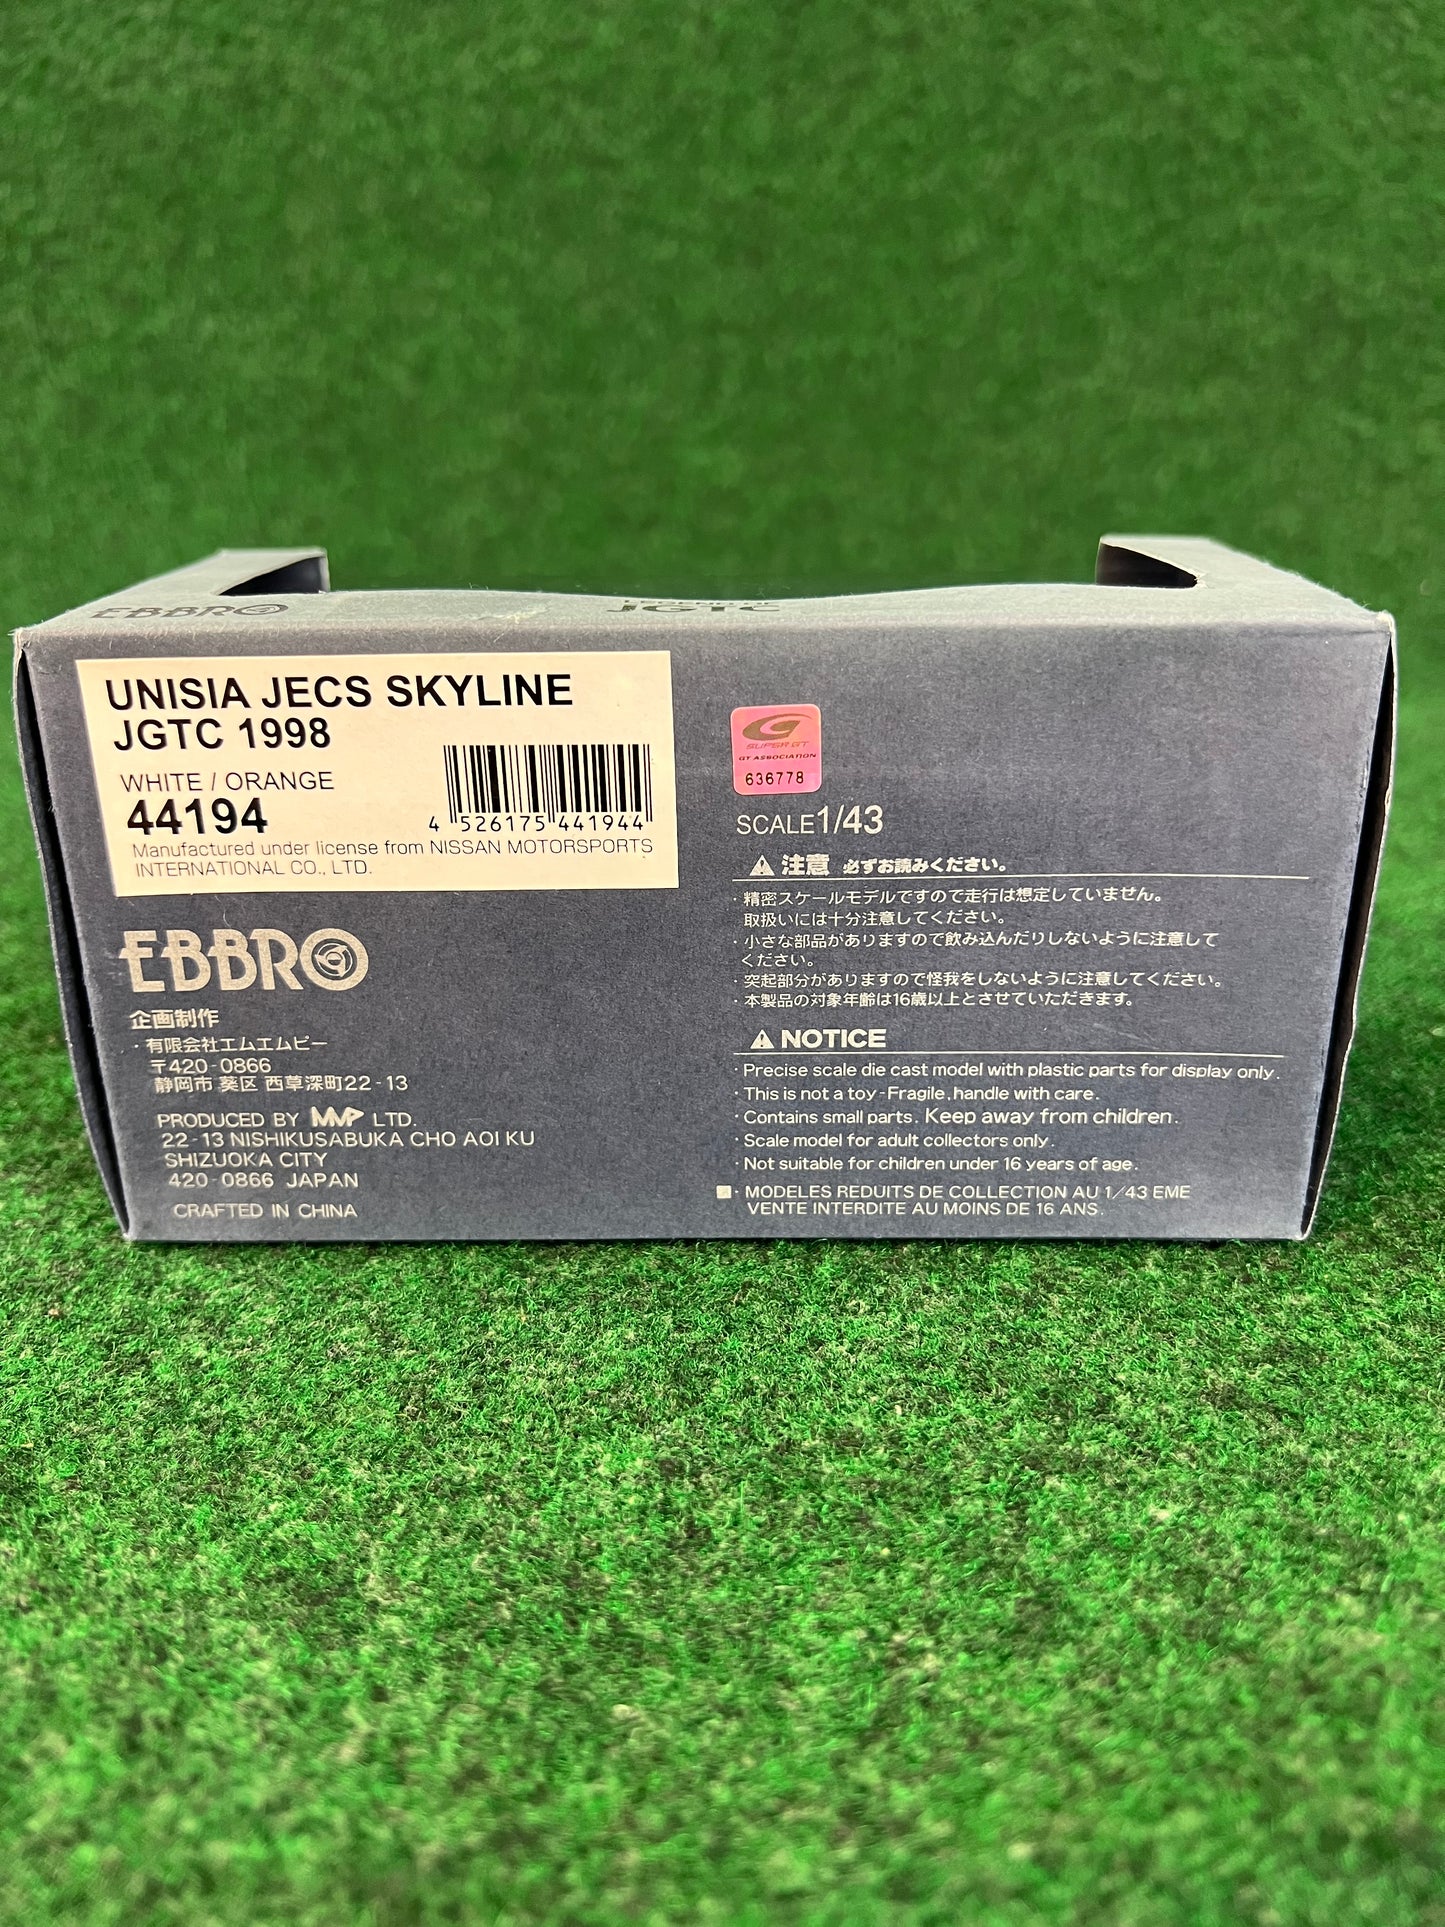 EBBRO
LEGEND OF
JGTC
UNISIA JECS SKYLINE
JGTC 1998
WHITE / ORANGE
44194
4 526175 441944
Manufactured under license from NISSAN MOTORSPORTS
INTERNATIONAL CO., LTD.
EBBRO
企画制作
・有限会社エムエムピー
〒420-0866
静岡市 葵区 西草深町22-13
PRODUCED BY MMP LTD.
22-13 NISHIKUSABUKA CHO AOI KU
SHIZUOKA CITY
420-0866 JAPAN
CRAFTED IN CHINA
SUPER GT
GT ASSOCIATION
636778
SCALE1/43
注意 必ずお読みください。
・精密スケールモデルですので走行は想定していません。
取扱いには十分注意してください。
・小さな部品がありますので飲み込んだりしないように注意して
ください。
・突起部分がありますので怪我をしないように注意してください。
・本製品の対象年齢は16歳以上とさせていただきます。
NOTICE
・Precise scale die cast model with plastic parts for display only.
・This is not a toy-Fragile, handle with care.
・Contains small parts. Keep away from children.
・Scale model for adult collectors only.
・Not suitable for children under 16 years of age.
・MODELES REDUITS DE COLLECTION AU 1/43 EME
VENTE INTERDITE AU MOINS DE 16 ANS.